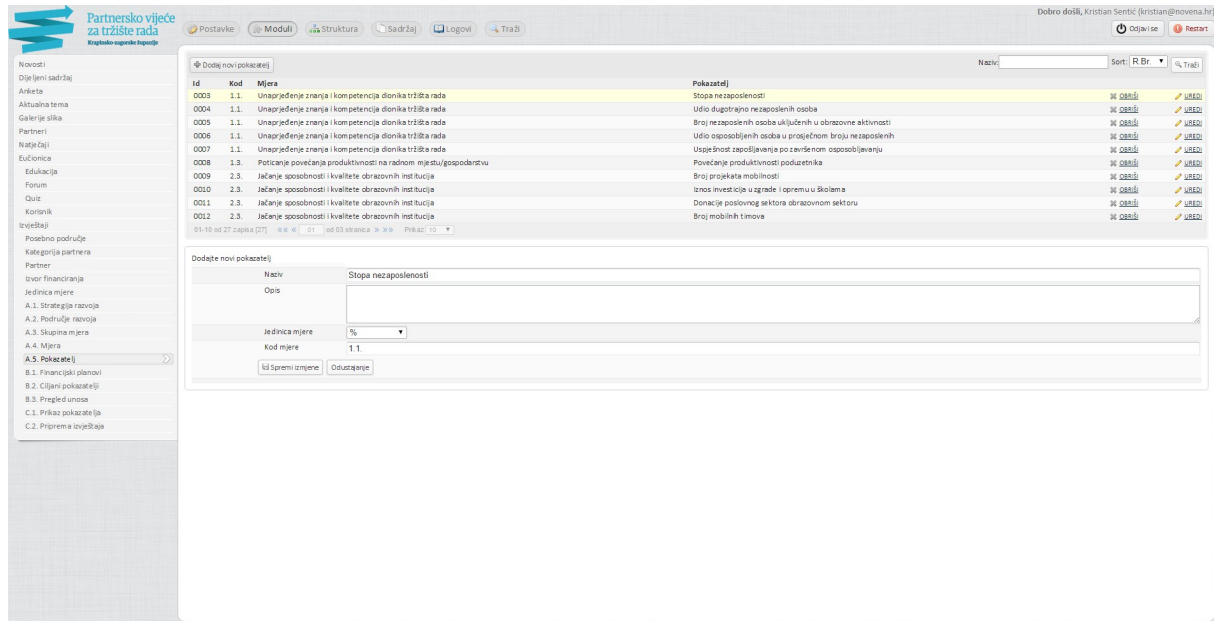 Partnersko vijeće
za tržište rada
Krapinsko-zagorske županije
Postavke Moduli Struktura Sadržaj Logovi Traži
Dobro došli, Kristian Sentić (kristian@novena.hr)
Odjavi se Restart
Novosti
Dijeljeni sadržaj
Anketa
Aktualna tema
Galerije slika
Partneri
Natječaji
Eučionica
Edukacija
Forum
Quiz
Korisnik
Izvještaji
Posebno područje
Kategorija partnera
Partner
Izvor financiranja
Jedinica mjere
A.1. Strategija razvoja
A.2. Područje razvoja
A.3. Skupina mjera
A.4. Mjera
A.5. Pokazatelj
B.1. Financijski planovi
B.2. Ciljani pokazatelji
B.3. Pregled unosa
C.1. Prikaz pokazatelja
C.2. Priprema izvještaja
Dodaj novi pokazatelj Naziv: Sort: R.Br. Traži
Id Kod Mjera Pokazatelj
0003 1.1. Unaprjeđenje znanja i kompetencija dionika tržišta rada Stopa nezaposlenosti OBRIŠI UREDI
0004 1.1. Unaprjeđenje znanja i kompetencija dionika tržišta rada Udio dugotrajno nezaposlenih osoba OBRIŠI UREDI
0005 1.1. Unaprjeđenje znanja i kompetencija dionika tržišta rada Broj nezaposlenih osoba uključenih u obrazovne aktivnosti OBRIŠI UREDI
0006 1.1. Unaprjeđenje znanja i kompetencija dionika tržišta rada Udio osposobljenih osoba u prosječnom broju nezaposlenih OBRIŠI UREDI
0007 1.1. Unaprjeđenje znanja i kompetencija dionika tržišta rada Uspješnost zapošljavanja po završenom osposobljavanju OBRIŠI UREDI
0008 1.3. Poticanje povećanja produktivnosti na radnom mjestu/gospodarstvu Povećanje produktivnosti poduzetnika OBRIŠI UREDI
0009 2.3. Jačanje sposobnosti i kvalitete obrazovnih institucija Broj projekata mobilnosti OBRIŠI UREDI
0010 2.3. Jačanje sposobnosti i kvalitete obrazovnih institucija Iznos investicija u zgrade i opremu u školama OBRIŠI UREDI
0011 2.3. Jačanje sposobnosti i kvalitete obrazovnih institucija Donacije poslovnog sektora obrazovnom sektoru OBRIŠI UREDI
0012 2.3. Jačanje sposobnosti i kvalitete obrazovnih institucija Broj mobilnih timova OBRIŠI UREDI
01-10 od 27 zapisa [27] 01 od 03 stranica Prikaz 10
Dodajte novi pokazatelj
Naziv Stopa nezaposlenosti
Opis
Jedinica mjere %
Kod mjere 1.1.
Spremi izmjene Odustajanje